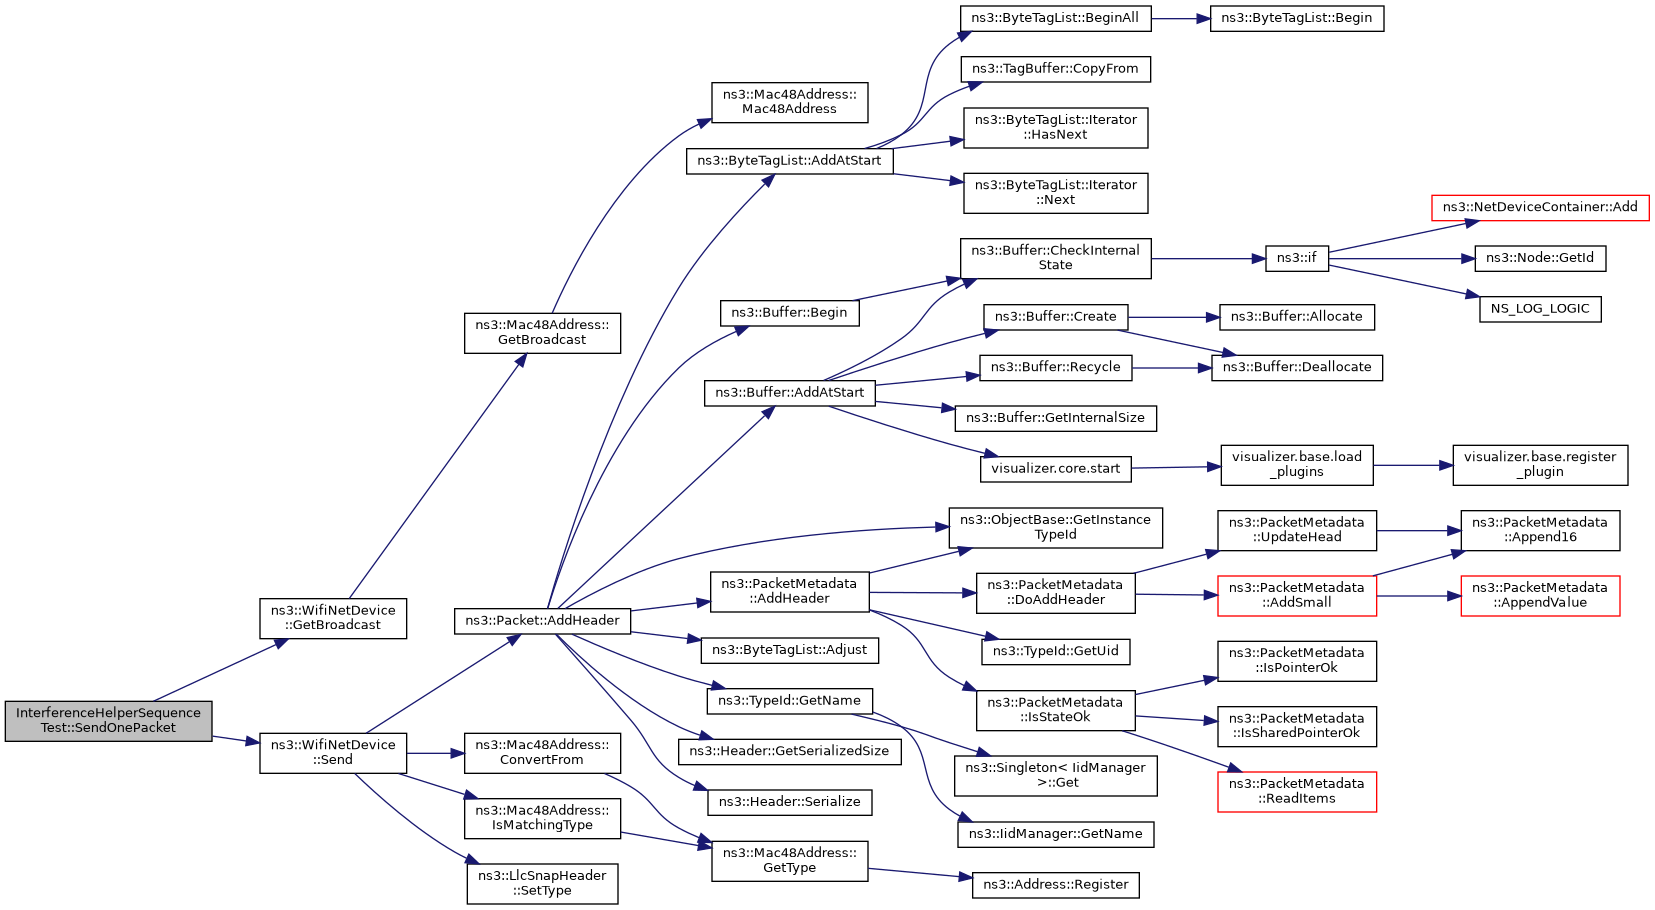 ns3::ByteTagList::BeginAll
ns3::ByteTagList::Begin
ns3::TagBuffer::CopyFrom
ns3::Mac48Address::
Mac48Address
ns3::ByteTagList::Iterator
::HasNext
ns3::ByteTagList::AddAtStart
ns3::ByteTagList::Iterator
::Next
ns3::NetDeviceContainer::Add
ns3::Buffer::CheckInternal
State
ns3::if
ns3::Node::GetId
NS_LOG_LOGIC
ns3::Buffer::Begin
ns3::Buffer::Create
ns3::Buffer::Allocate
ns3::Mac48Address::
GetBroadcast
ns3::Buffer::Recycle
ns3::Buffer::Deallocate
ns3::Buffer::AddAtStart
ns3::Buffer::GetInternalSize
visualizer.core.start
visualizer.base.load
_plugins
visualizer.base.register
_plugin
ns3::ObjectBase::GetInstance
TypeId
ns3::PacketMetadata
::UpdateHead
ns3::PacketMetadata
::Append16
ns3::PacketMetadata
::AddHeader
ns3::PacketMetadata
::DoAddHeader
ns3::PacketMetadata
::AddSmall
ns3::PacketMetadata
::AppendValue
ns3::WifiNetDevice
::GetBroadcast
ns3::Packet::AddHeader
ns3::ByteTagList::Adjust
ns3::TypeId::GetUid
ns3::PacketMetadata
::IsPointerOk
ns3::TypeId::GetName
ns3::PacketMetadata
::IsStateOk
ns3::PacketMetadata
::IsSharedPointerOk
InterferenceHelperSequence
Test::SendOnePacket
ns3::WifiNetDevice
::Send
ns3::Mac48Address::
ConvertFrom
ns3::Header::GetSerializedSize
ns3::Singleton< IidManager
>::Get
ns3::PacketMetadata
::ReadItems
ns3::Mac48Address::
IsMatchingType
ns3::Header::Serialize
ns3::IidManager::GetName
ns3::Mac48Address::
GetType
ns3::LlcSnapHeader
::SetType
ns3::Address::Register